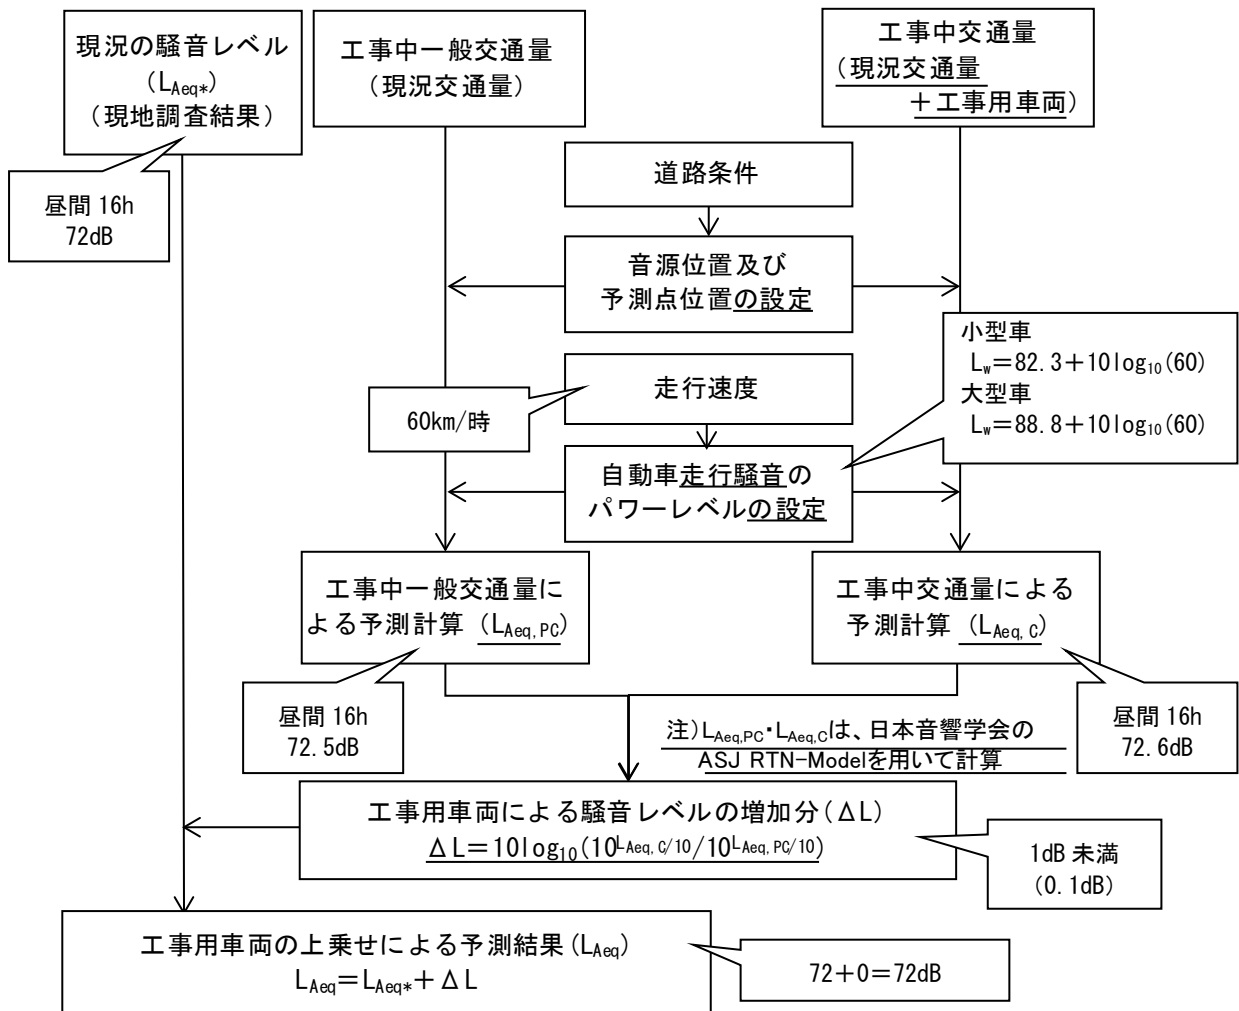 現況の騒音レベル
(LAeq*)
(現地調査結果)
工事中一般交通量
(現況交通量)
工事中交通量
(現況交通量
+工事用車両)
昼間 16h
72dB
道路条件
音源位置及び
予測点位置の設定
小型車
Lw=82.3+10log10(60)
大型車
Lw=88.8+10log10(60)
走行速度
60km/時
自動車走行騒音の
パワーレベルの設定
工事中一般交通量に
よる予測計算 (LAeq,PC)
工事中交通量による
予測計算 (LAeq,C)
昼間 16h
72.5dB
注)LAeq,PC・LAeq,Cは、日本音響学会の
ASJ RTN-Modelを用いて計算
昼間 16h
72.6dB
工事用車両による騒音レベルの増加分(ΔL)
ΔL=10log10(10LAeq,C/10/10LAeq,PC/10)
1dB 未満
(0.1dB)
工事用車両の上乗せによる予測結果(LAeq)
LAeq=LAeq*+ΔL
72+0=72dB